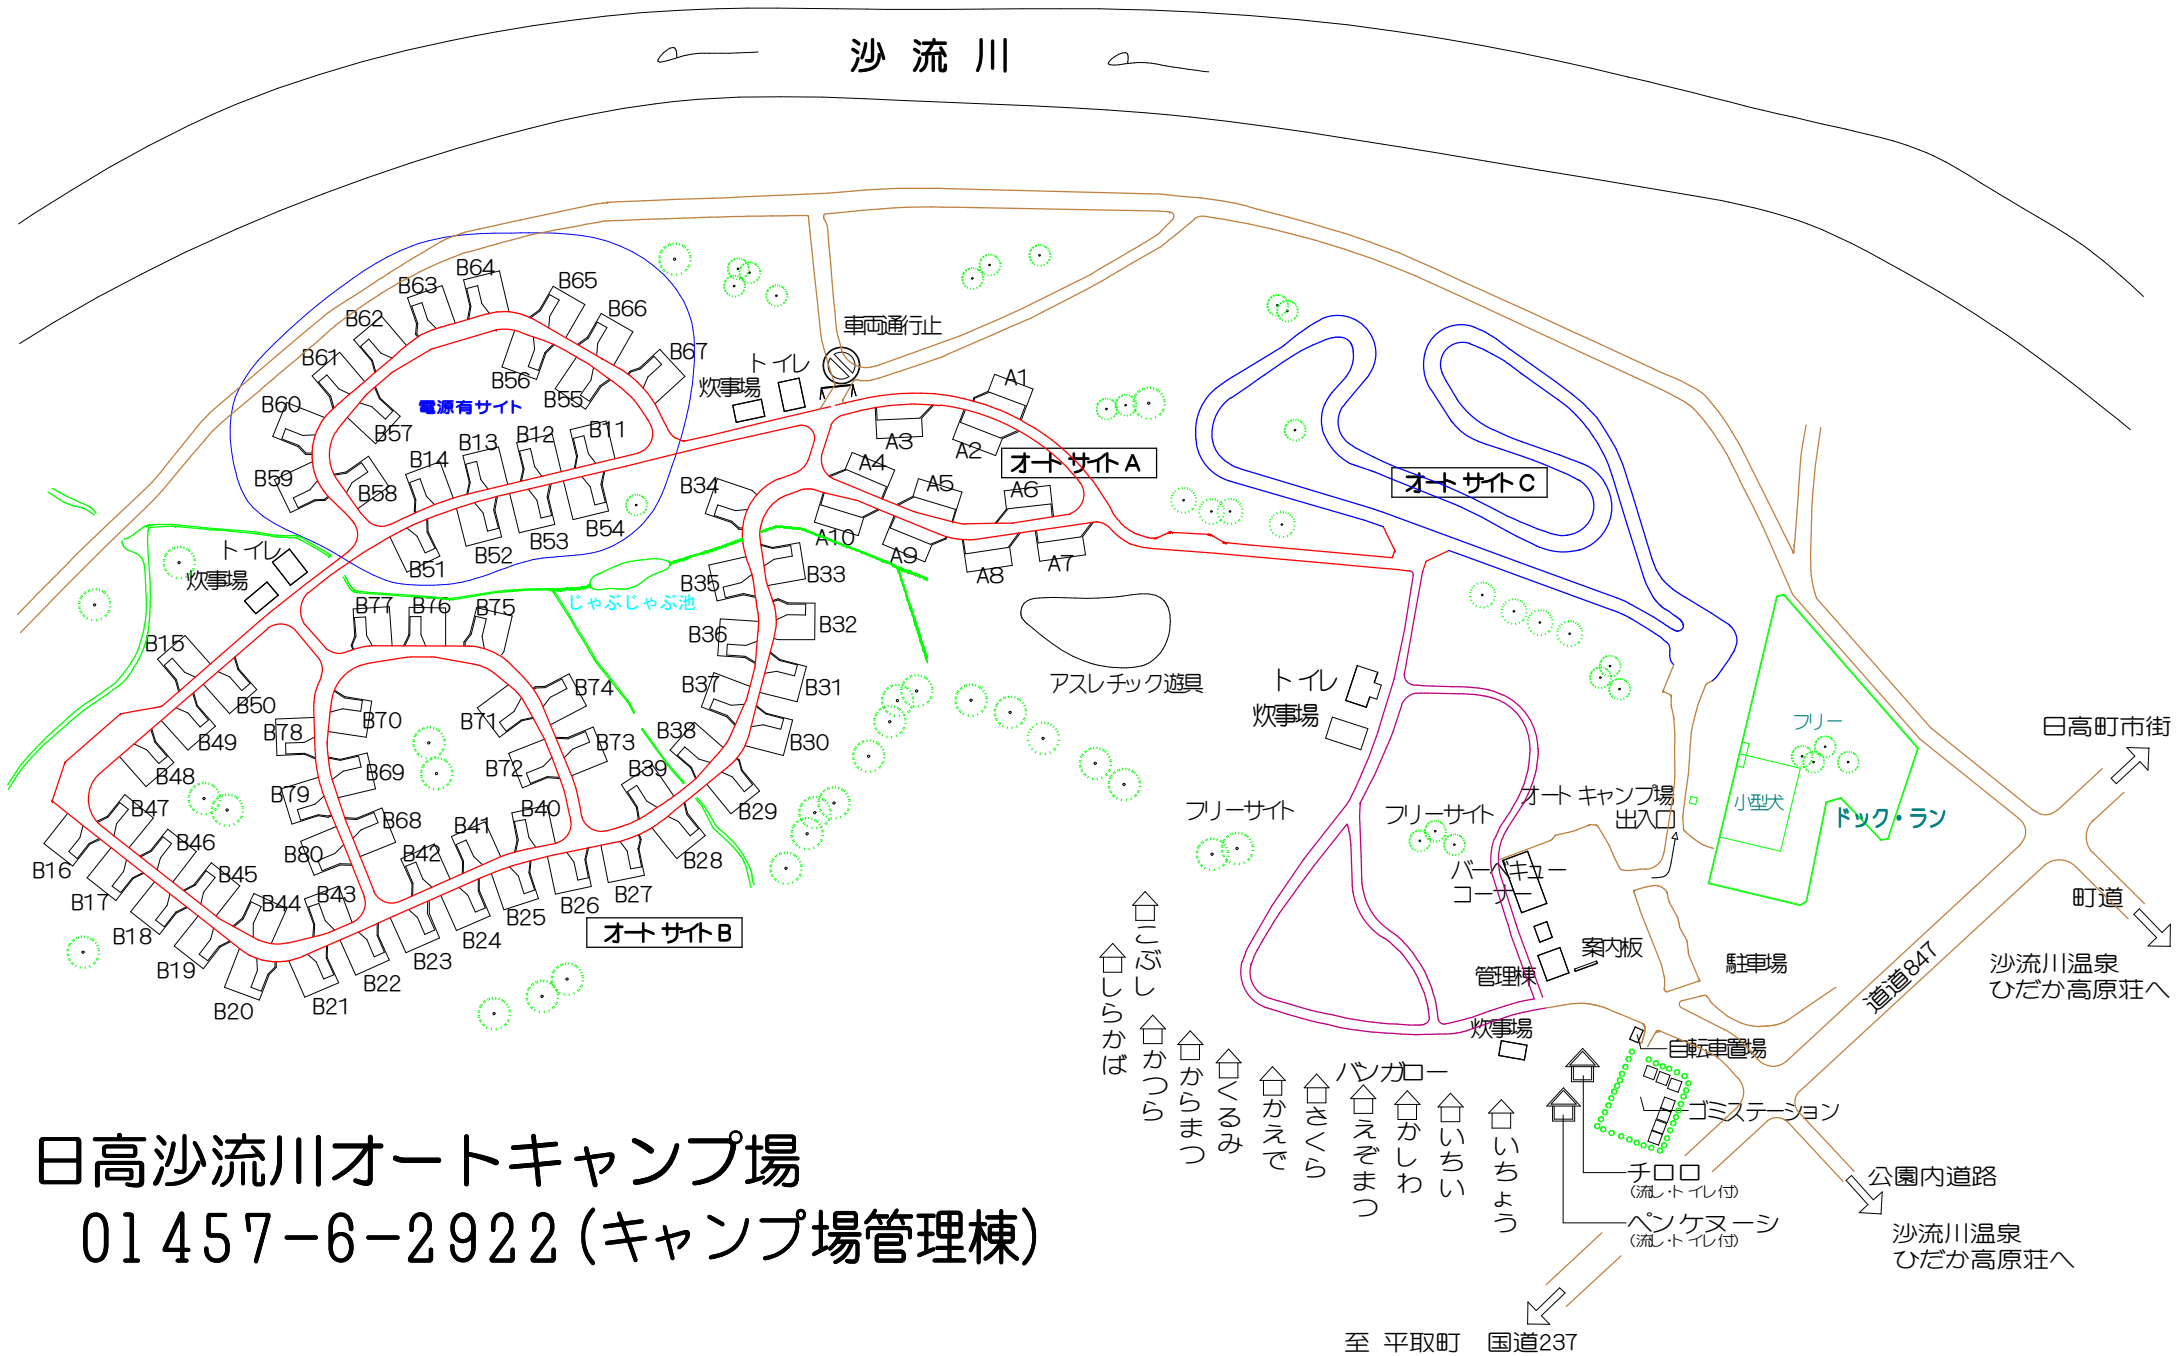 沙流川
車両通行止
トイレ
炊事場
電源有サイト
B64
B63
B65
B62
B66
B61
B67
B60
B56
B55
B57
B59
B58
B14
B13
B12
B11
B54
B53
B52
B51
A1
A3
A2
A4
A5
A6
A10
A9
A8
A7
オートサイトA
オートサイトC
B34
トイレ
炊事場
じゃぶじゃぶ池
B35
B33
B36
B32
B37
B31
B38
B30
B39
B29
B28
B77
B76
B75
B15
B50
B49
B48
B78
B70
B71
B74
B79
B69
B72
B73
B80
B68
B47
B46
B45
B44
B43
B42
B41
B40
B16
B17
B18
B19
B20
B21
B22
B23
B24
B25
B26
B27
オートサイトB
アスレチック遊具
トイレ
炊事場
フリーサイト
フリーサイト
オートキャンプ場
出入口
フリー
小型犬
ドック・ラン
日高町市街
町道
沙流川温泉
ひだか高原荘へ
道道847
バーベキュー
コーナー
案内板
管理棟
駐車場
炊事場
自転車置場
ゴミステーション
バンガロー
こぶし
しらかば
かつら
からまつ
くるみ
かえで
さくら
えぞまつ
かしわ
いちい
いちょう
チロロ
(流し・トイレ付)
ペンケヌーシ
(流し・トイレ付)
公園内道路
沙流川温泉
ひだか高原荘へ
至 平取町 国道237
日高沙流川オートキャンプ場
01457-6-2922(キャンプ場管理棟)